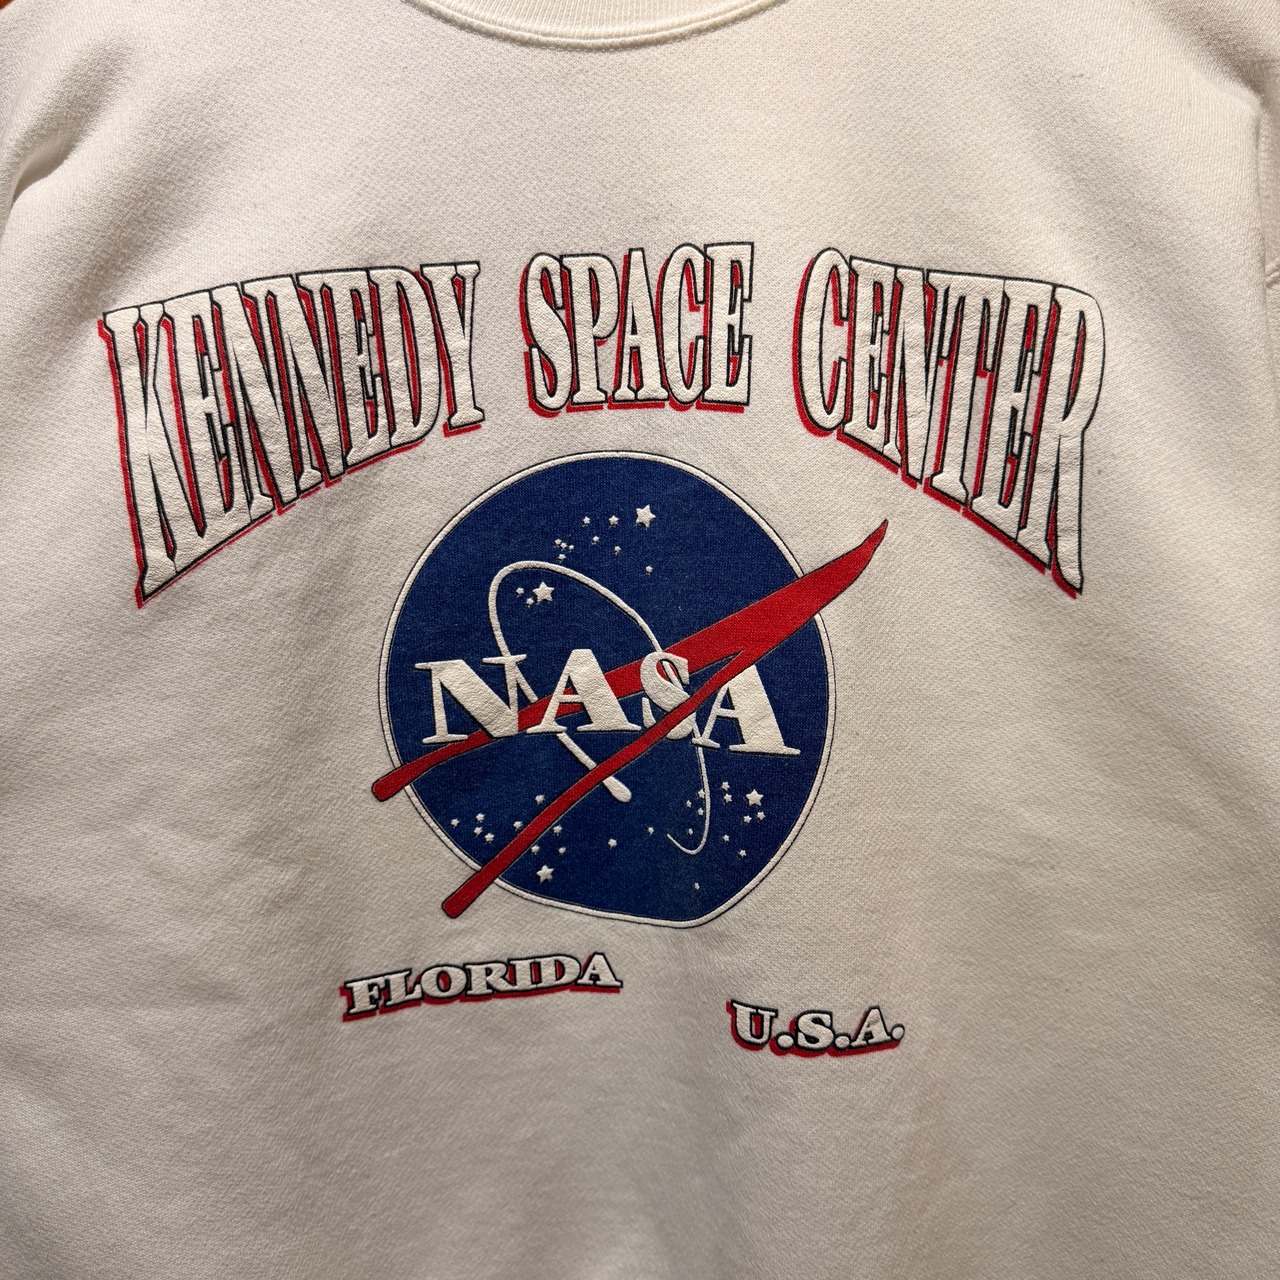 KENNEDY SPACE CENTER
NASA
FLORIDA
U.S.A.